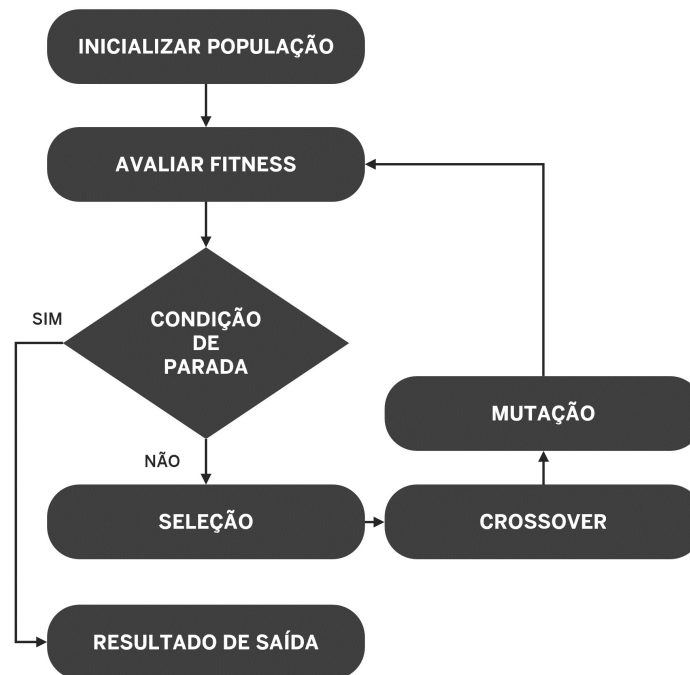 INICIALIZAR POPULAÇÃO
AVALIAR FITNESS
SIM
CONDIÇÃO
DE
PARADA
NÃO
MUTAÇÃO
SELEÇÃO
CROSSOVER
RESULTADO DE SAÍDA